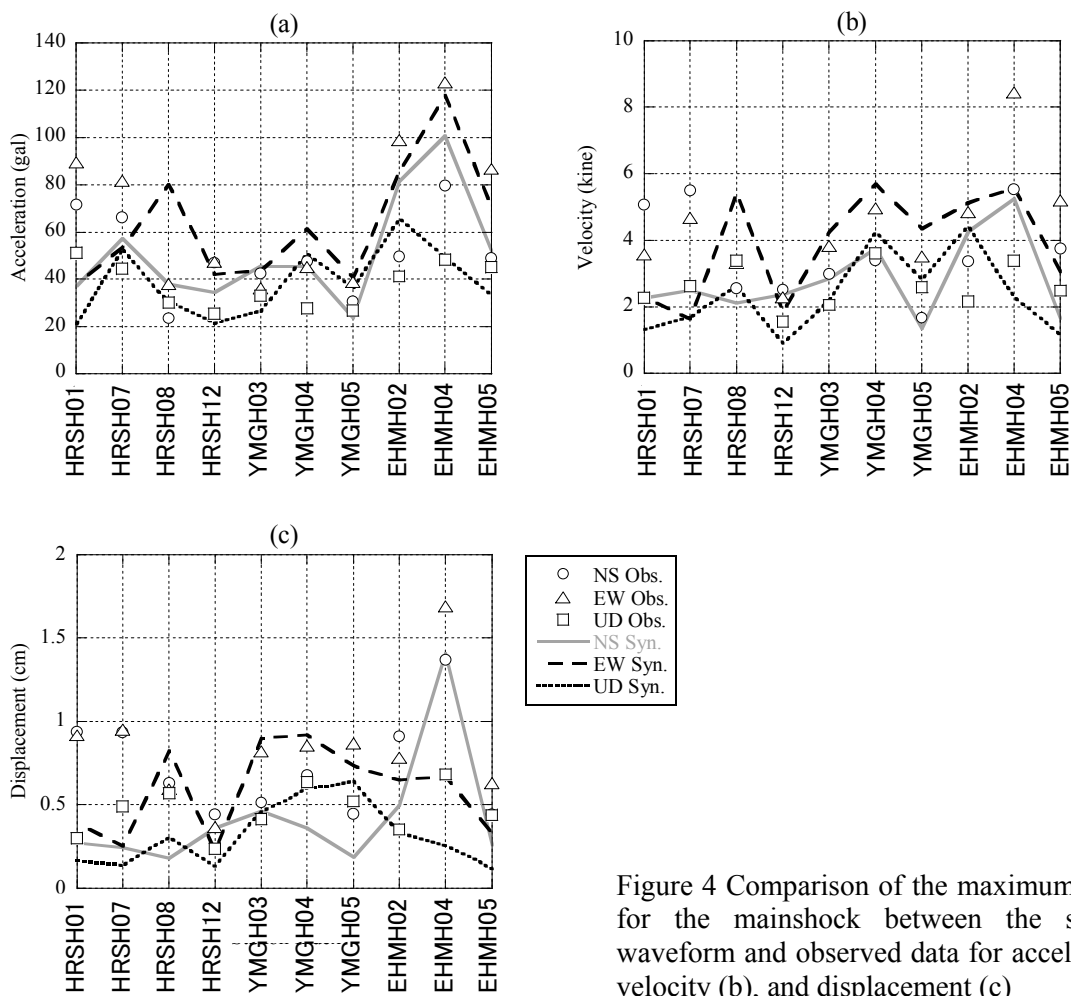 (a)
140
120
100
80
60
40
20
0
Acceleration (gal)
HRSH01
HRSH07
HRSH08
HRSH12
YMGH03
YMGH04
YMGH05
EHMH02
EHMH04
EHMH05
(b)
10
8
6
4
2
0
Velocity (kine)
HRSH01
HRSH07
HRSH08
HRSH12
YMGH03
YMGH04
YMGH05
EHMH02
EHMH04
EHMH05
(c)
2
1.5
1
0.5
0
Displacement (cm)
HRSH01
HRSH07
HRSH08
HRSH12
YMGH03
YMGH04
YMGH05
EHMH02
EHMH04
EHMH05
NS Obs.
EW Obs.
UD Obs.
NS Syn.
EW Syn.
UD Syn.
Figure 4 Comparison of the maximum
for the mainshock between the s
waveform and observed data for accel
velocity (b), and displacement (c)